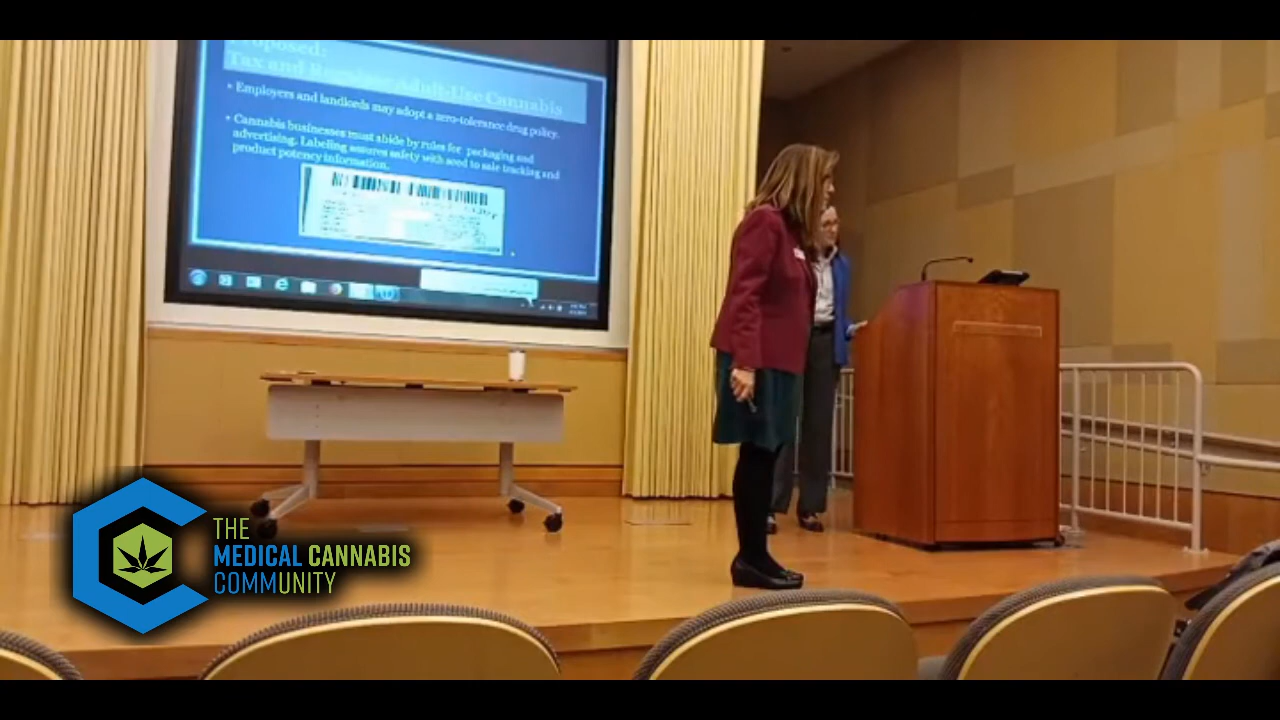 Proposed:
Tax and Regulate Adult-Use Cannabis
• Employers and landlords may adopt a zero-tolerance drug policy.
• Cannabis businesses must abide by rules for packaging and
advertising. Labeling assures safety with seed to sale tracking and
product potency information.
THE
MEDICAL CANNABIS
COMMUNITY